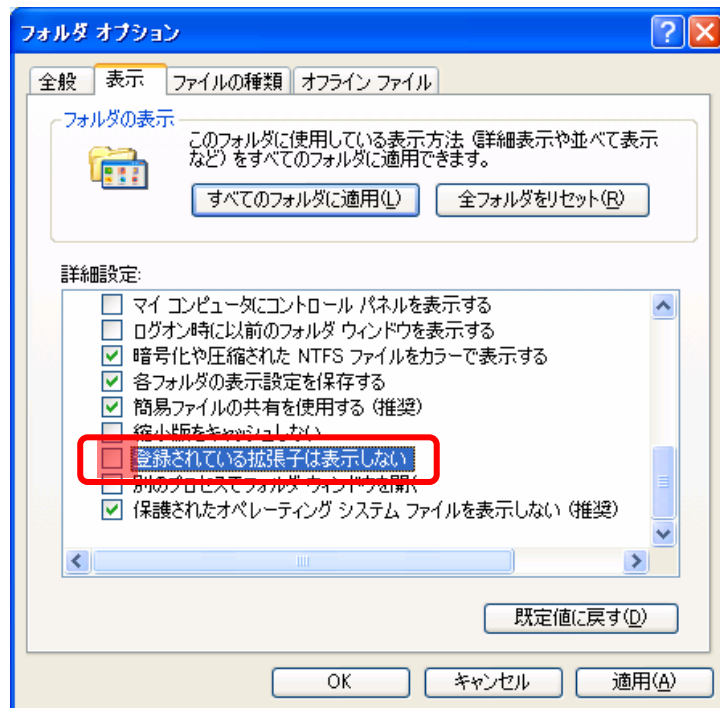 フォルダ オプション
全般 表示 ファイルの種類 オフライン ファイル
フォルダの表示
このフォルダに使用している表示方法 (詳細表示や並べて表示
など) をすべてのフォルダに適用できます。
すべてのフォルダに適用(L) 全フォルダをリセット(R)
詳細設定:
マイ コンピュータにコントロール パネルを表示する
ログオン時に以前のフォルダ ウィンドウを表示する
暗号化や圧縮された NTFS ファイルをカラーで表示する
各フォルダの表示設定を保存する
簡易ファイルの共有を使用する (推奨)
縮小版をキャッシュしない
登録されている拡張子は表示しない
別のプロセスでフォルダ ウィンドウを開く
保護されたオペレーティング システム ファイルを表示しない (推奨)
既定値に戻す(D)
OK キャンセル 適用(A)